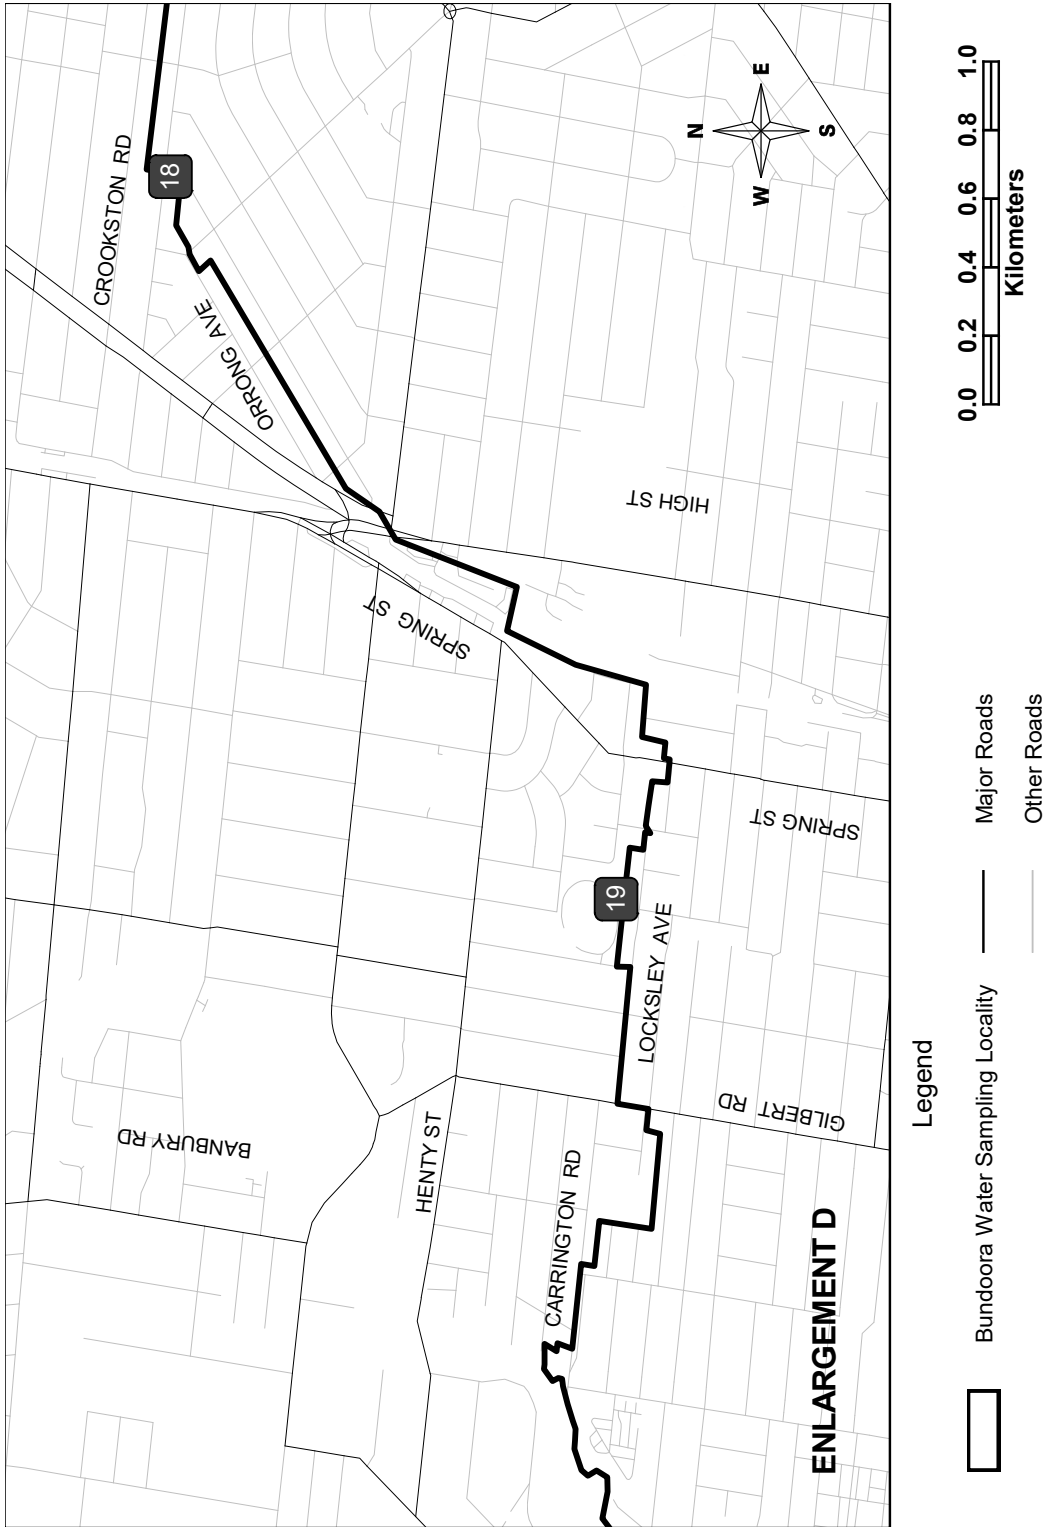 CROOKSTON RD
18
ORRONG AVE
N
E
S
W
HIGH ST
SPRING ST
SPRING ST
19
LOCKSLEY AVE
GILBERT RD
BANBURY RD
HENTY ST
CARRINGTON RD
ENLARGEMENT D
0.0 0.2 0.4 0.6 0.8 1.0
Kilometers
Legend
Bundoora Water Sampling Locality
Major Roads
Other Roads